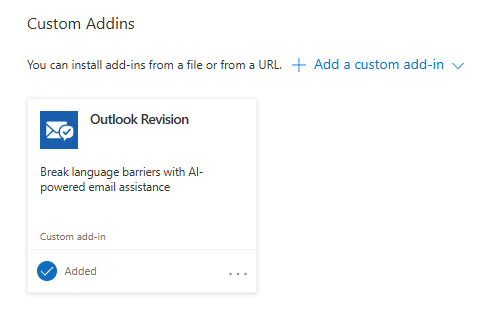 Custom Addins
You can install add-ins from a file or from a URL. + Add a custom add-in
Outlook Revision
Break language barriers with AI-
powered email assistance
Custom add-in
Added